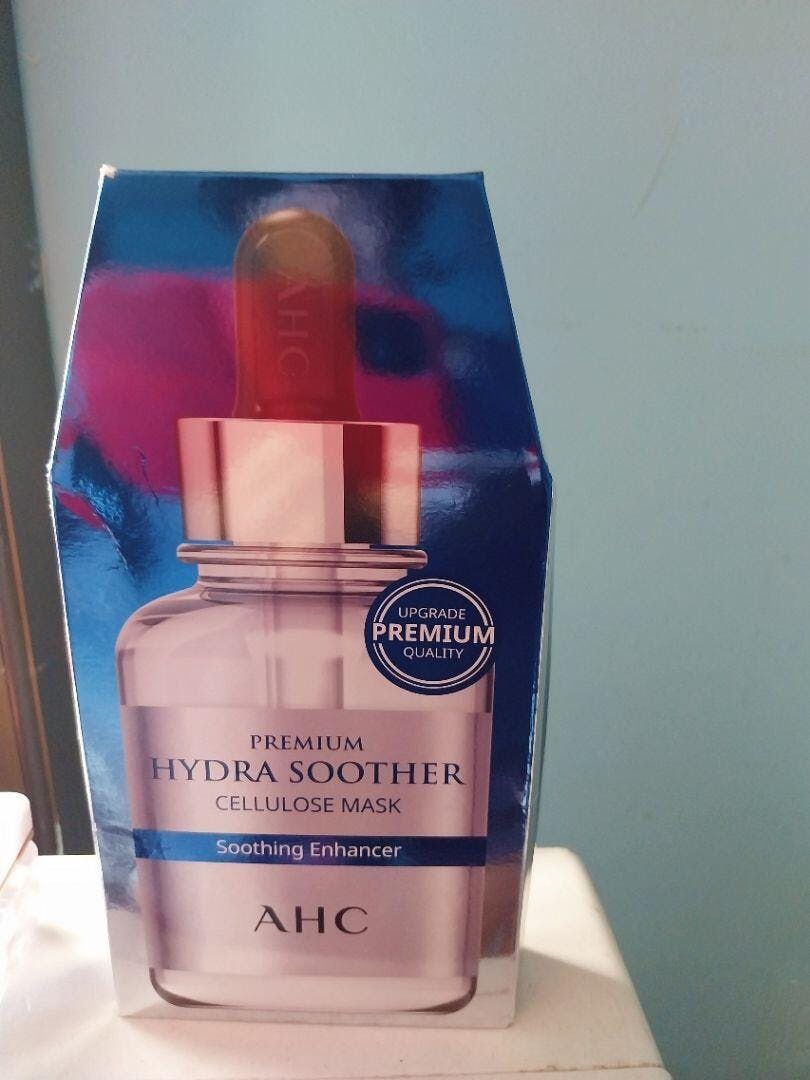 AHC
UPGRADE
PREMIUM
QUALITY
PREMIUM
HYDRA SOOTHER
CELLULOSE MASK
Soothing Enhancer
AHC